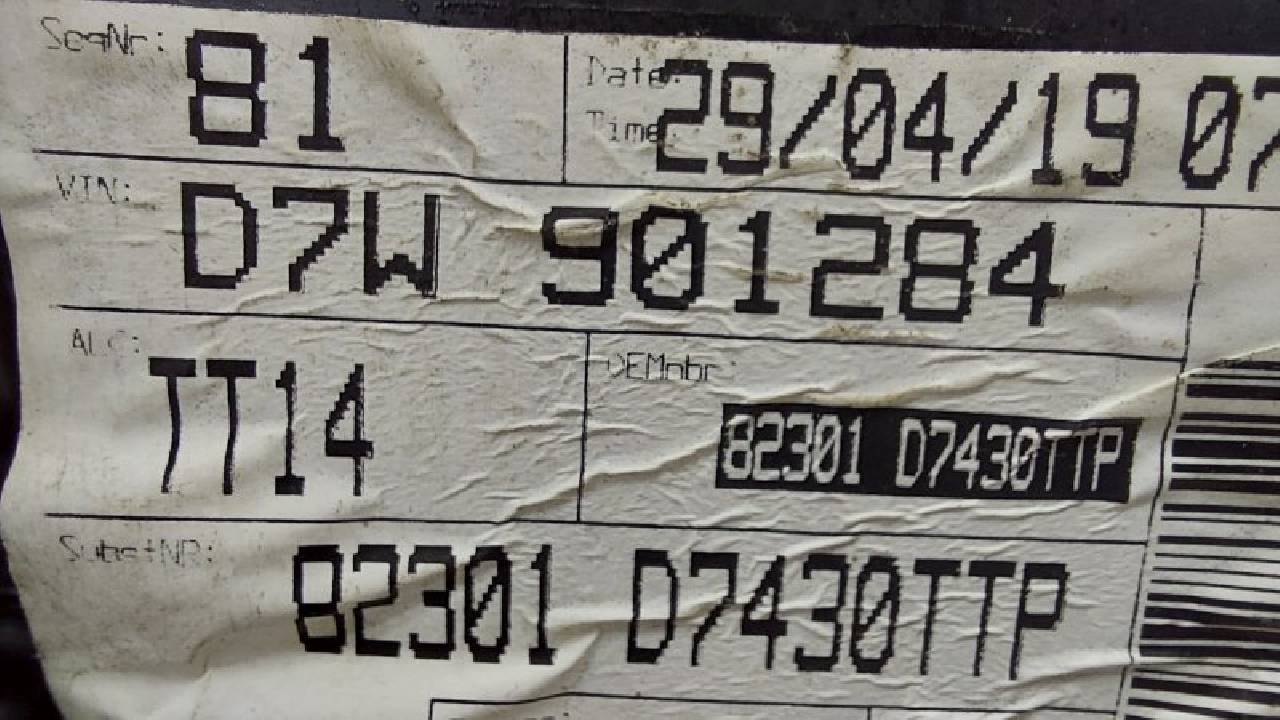 SeqNr: 81
Date: Time: 29/04/19 07
VIN: D7W 901284
ALC: TT14
OEMnbr: 82301 D7430TTP
SubstNR: 82301 D7430TTP